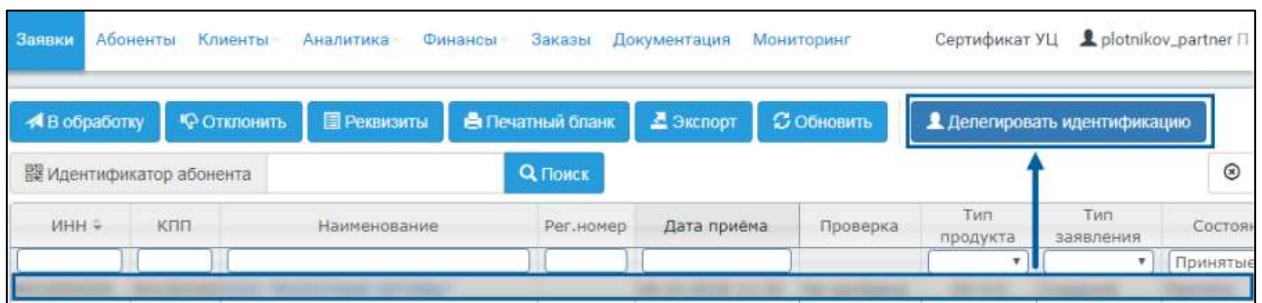 Заявки Абоненты Клиенты Аналитика Финансы Заказы Документация Мониторинг Сертификат УЦ plotnikov_partner П
В обработку Отклонить Реквизиты Печатный бланк Экспорт Обновить Делегировать идентификацию
Идентификатор абонента Поиск
ИНН КПП Наименование Рег.номер Дата приёма Проверка Тип продукта Тип заявления Состоян
Принятые